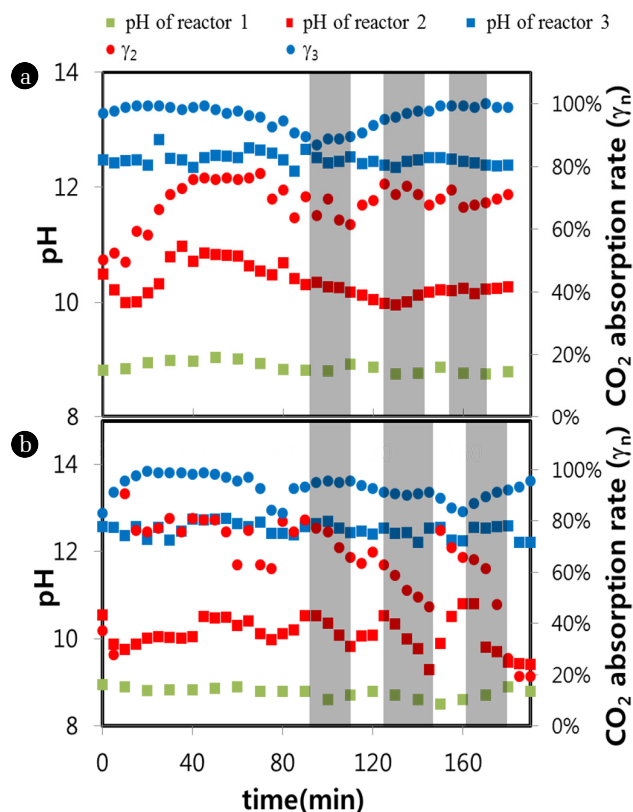 pH of reactor 1 pH of reactor 2 pH of reactor 3
γ2 γ3
a
14
12
10
8
pH
100%
80%
60%
40%
20%
0%
CO2 absorption rate (γn)
b
14
12
10
8
pH
100%
80%
60%
40%
20%
0%
CO2 absorption rate (γn)
0 40 80 120 160
time(min)